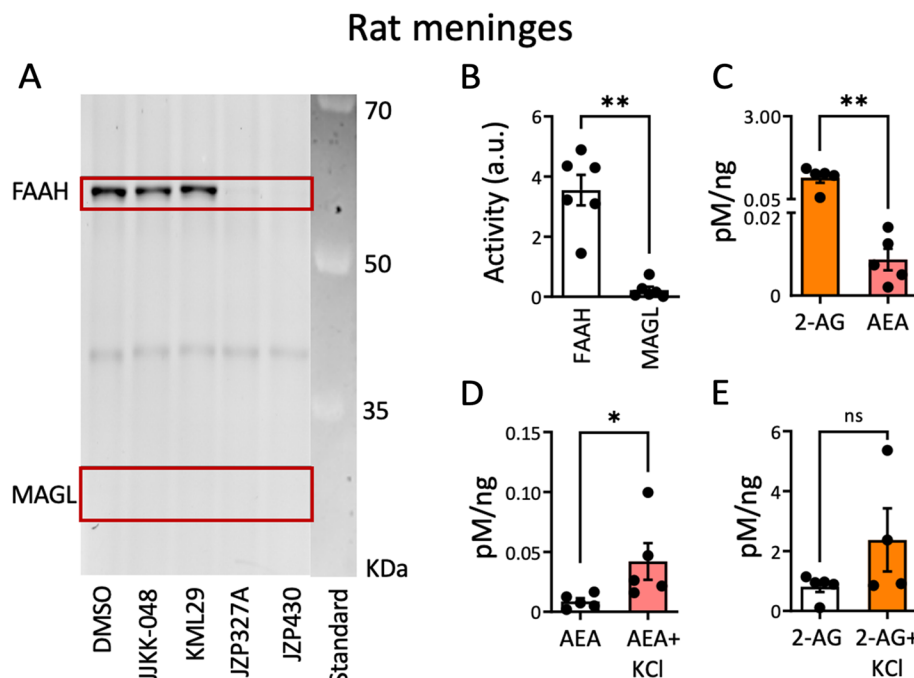 Rat meninges
A
70
FAAH
50
35
MAGL
KDa
DMSO
JJKK-048
KML29
JZP327A
JZP430
Standard
B
**
Activity (a.u.)
6
4
2
0
FAAH
MAGL
C
**
pM/ng
3.00
0.05
0.02
0
2-AG
AEA
D
*
pM/ng
0.15
0.10
0.05
0
AEA
AEA+
KCl
E
ns
pM/ng
6
4
2
0
2-AG
2-AG+
KCl